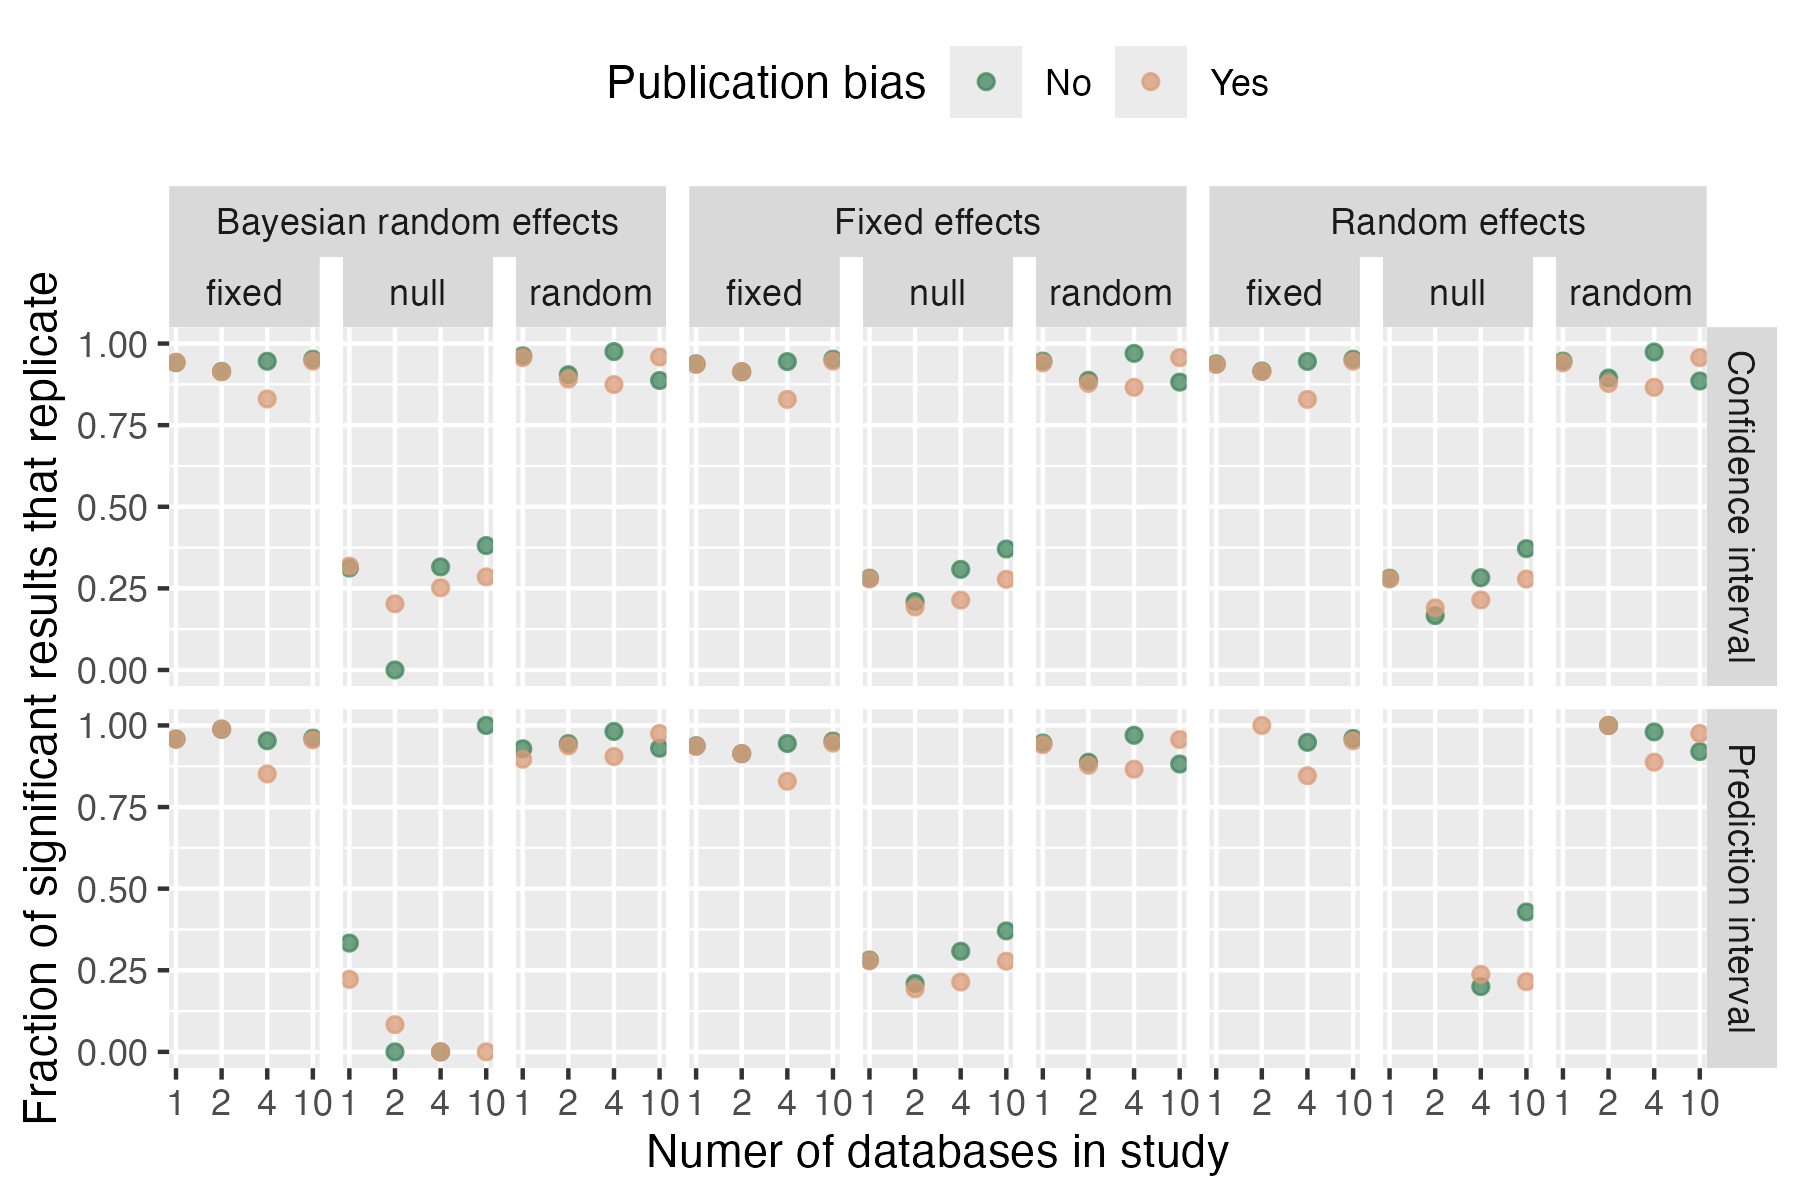 Publication bias No Yes
Bayesian random effects Fixed effects Random effects
fixed null random fixed null random fixed null random
Fraction of significant results that replicate
1.00
0.75
0.50
0.25
0.00
Confidence interval
1.00
0.75
0.50
0.25
0.00
Prediction interval
1 2 4 10 1 2 4 10 1 2 4 10 1 2 4 10 1 2 4 10 1 2 4 10 1 2 4 10 1 2 4 10 1 2 4 10
Numer of databases in study